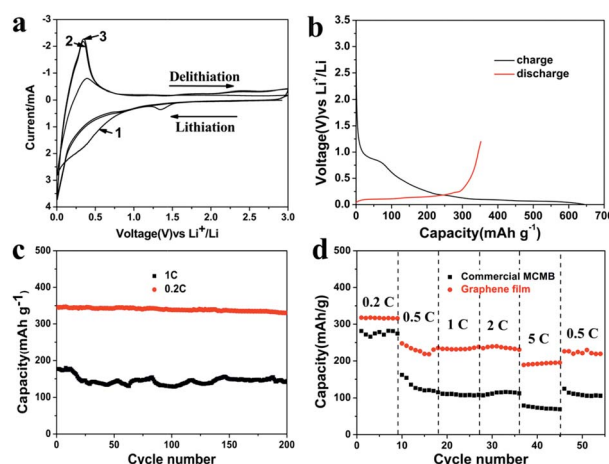 a
-3
-2
-1
0
1
2
3
4
Current/mA
2
3
1
Delithiation
Lithiation
0.0 0.5 1.0 1.5 2.0 2.5 3.0
Voltage(V)vs Li+/Li
b
3.5
3.0
2.5
2.0
1.5
1.0
0.5
0.0
Voltage(V)vs Li+/Li
charge
discharge
0 100 200 300 400 500 600 700
Capacity(mAh g-1)
c
500
400
300
200
100
0
Capacity(mAh g-1)
1C
0.2C
0 50 100 150 200
Cycle number
d
500
400
300
200
100
0
Capacity(mAh/g)
Commercial MCMB
Graphene film
0.2 C
0.5 C
1 C
2 C
5 C
0.5 C
0 10 20 30 40 50
Cycle number